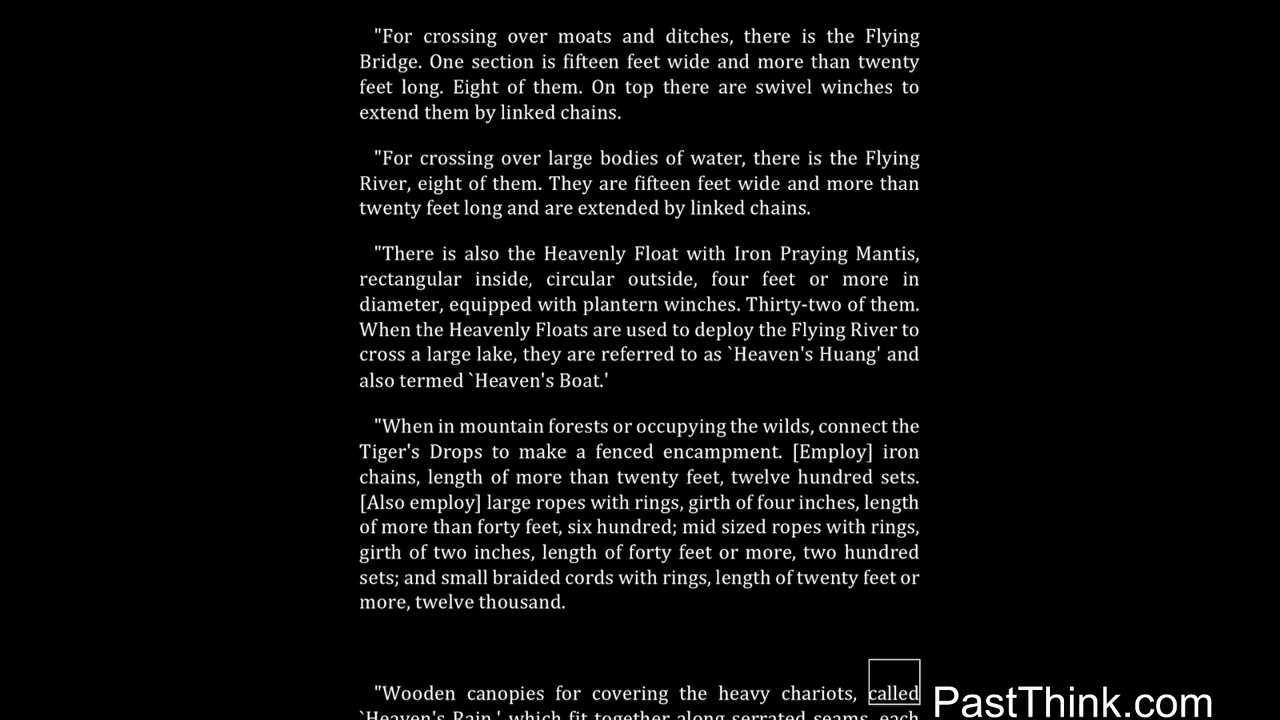 "For crossing over moats and ditches, there is the Flying
Bridge. One section is fifteen feet wide and more than twenty
feet long. Eight of them. On top there are swivel winches to
extend them by linked chains.
"For crossing over large bodies of water, there is the Flying
River, eight of them. They are fifteen feet wide and more than
twenty feet long and are extended by linked chains.
"There is also the Heavenly Float with Iron Praying Mantis,
rectangular inside, circular outside, four feet or more in
diameter, equipped with plantern winches. Thirty-two of them.
When the Heavenly Floats are used to deploy the Flying River to
cross a large lake, they are referred to as `Heaven's Huang' and
also termed `Heaven's Boat.'
"When in mountain forests or occupying the wilds, connect the
Tiger's Drops to make a fenced encampment. [Employ] iron
chains, length of more than twenty feet, twelve hundred sets.
[Also employ] large ropes with rings, girth of four inches, length
of more than forty feet, six hundred; mid sized ropes with rings,
girth of two inches, length of forty feet or more, two hundred
sets; and small braided cords with rings, length of twenty feet or
more, twelve thousand.
"Wooden canopies for covering the heavy chariots, called
`Heaven's Rain,' which fit together along serrated seams, each
PastThink.com